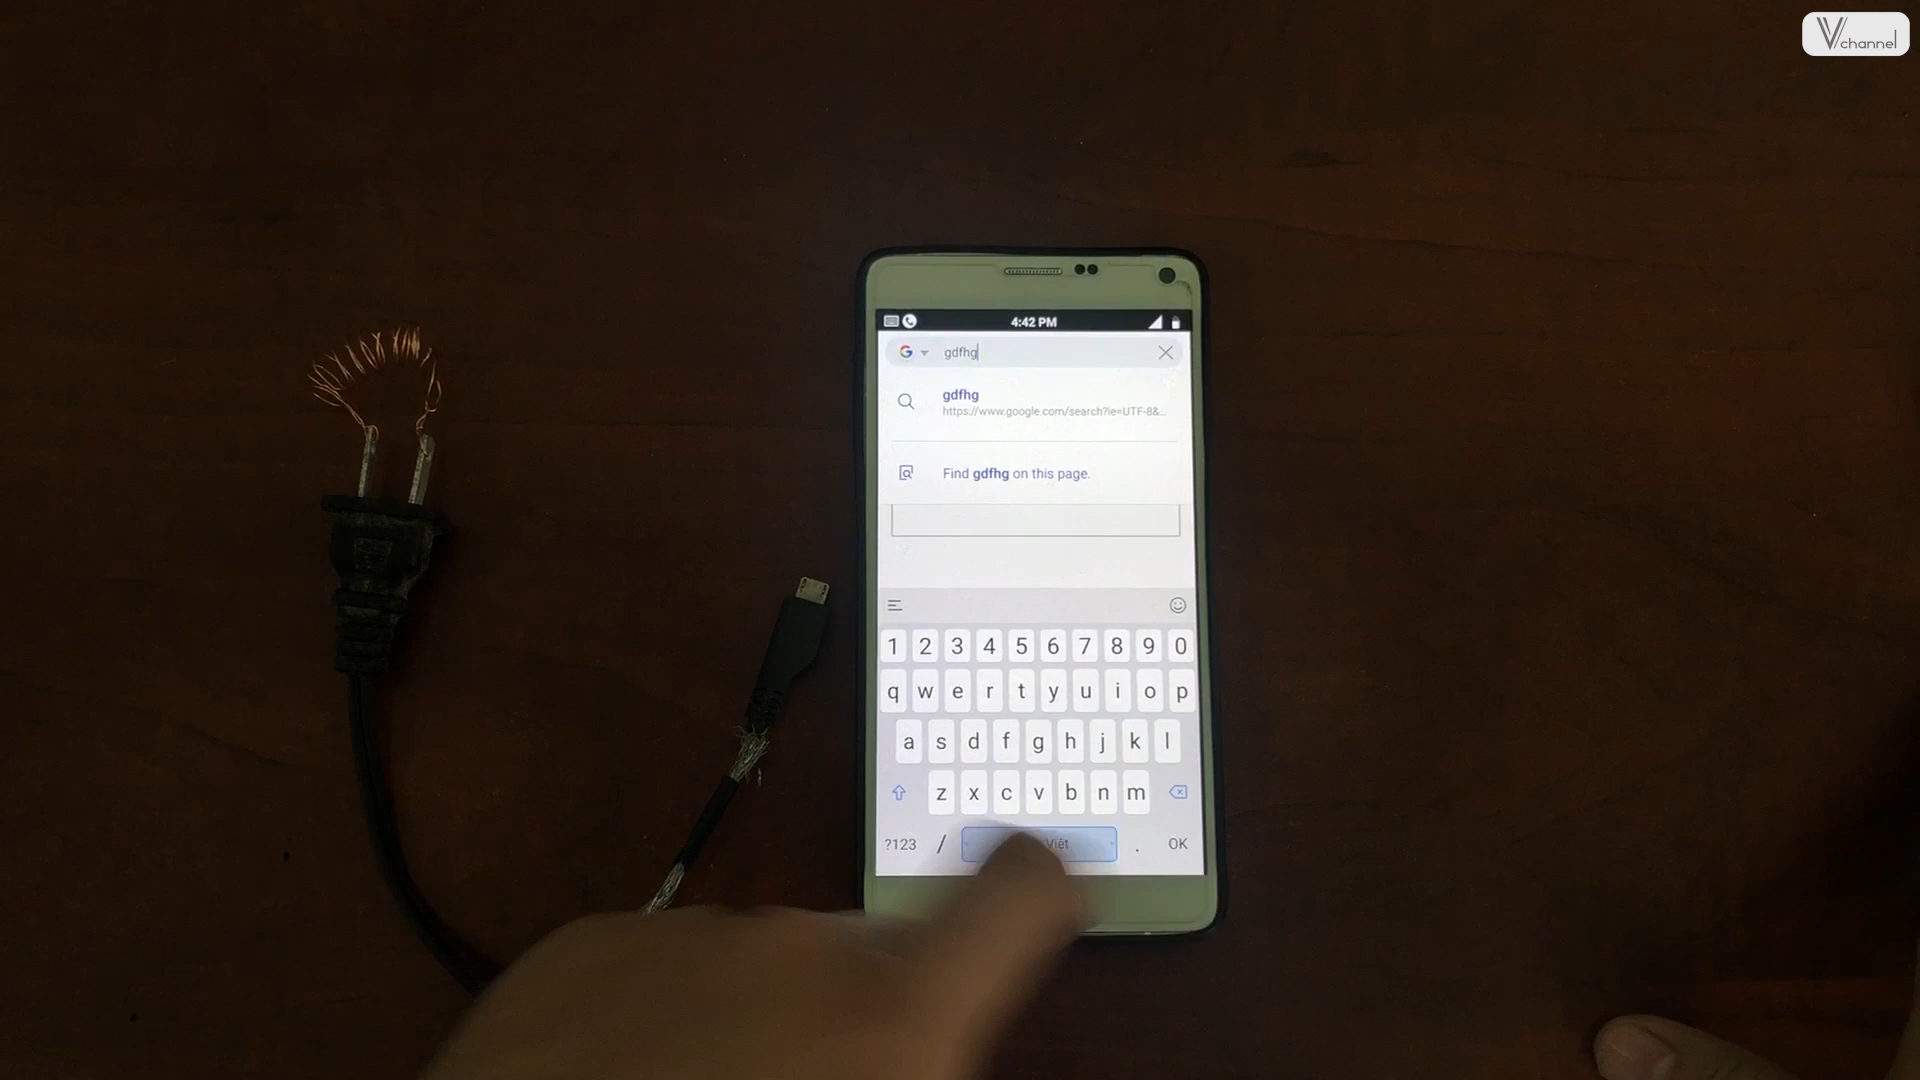 Vchannel
4:42 PM
gdfhg
gdfhg
https://www.google.com/search?ie=UTF-8&...
Find gdfhg on this page.
1 2 3 4 5 6 7 8 9 0
q w e r t y u i o p
a s d f g h j k l
z x c v b n m
?123 / Việt . OK